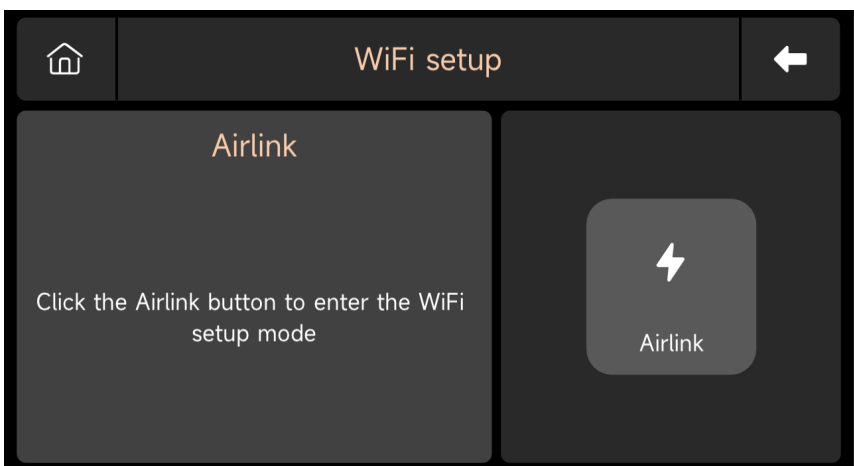 WiFi setup
Airlink
Click the Airlink button to enter the WiFi
setup mode
Airlink